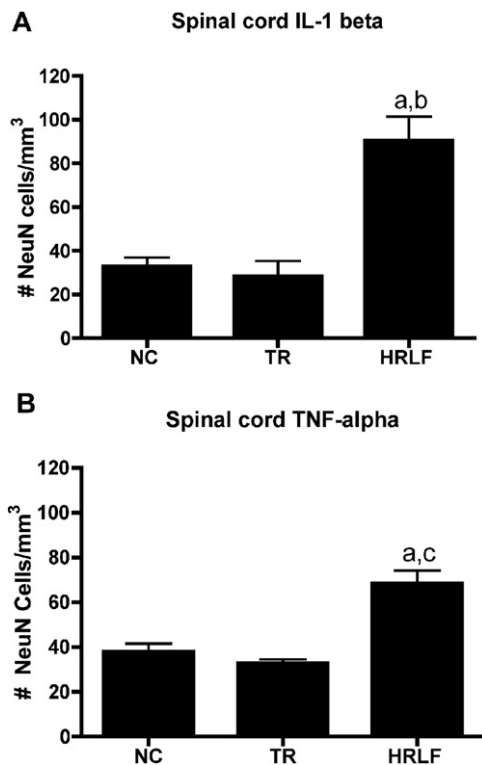 A
Spinal cord IL-1 beta
# NeuN cells/mm³
120
100
80
60
40
20
0
a,b
NC TR HRLF
B
Spinal cord TNF-alpha
# NeuN Cells/mm³
120
100
80
60
40
20
0
a,c
NC TR HRLF